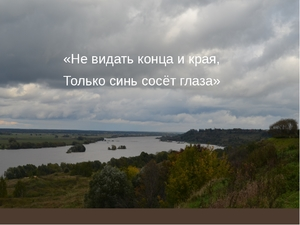 «Не видать конца и края,
Только синь сосёт глаза»